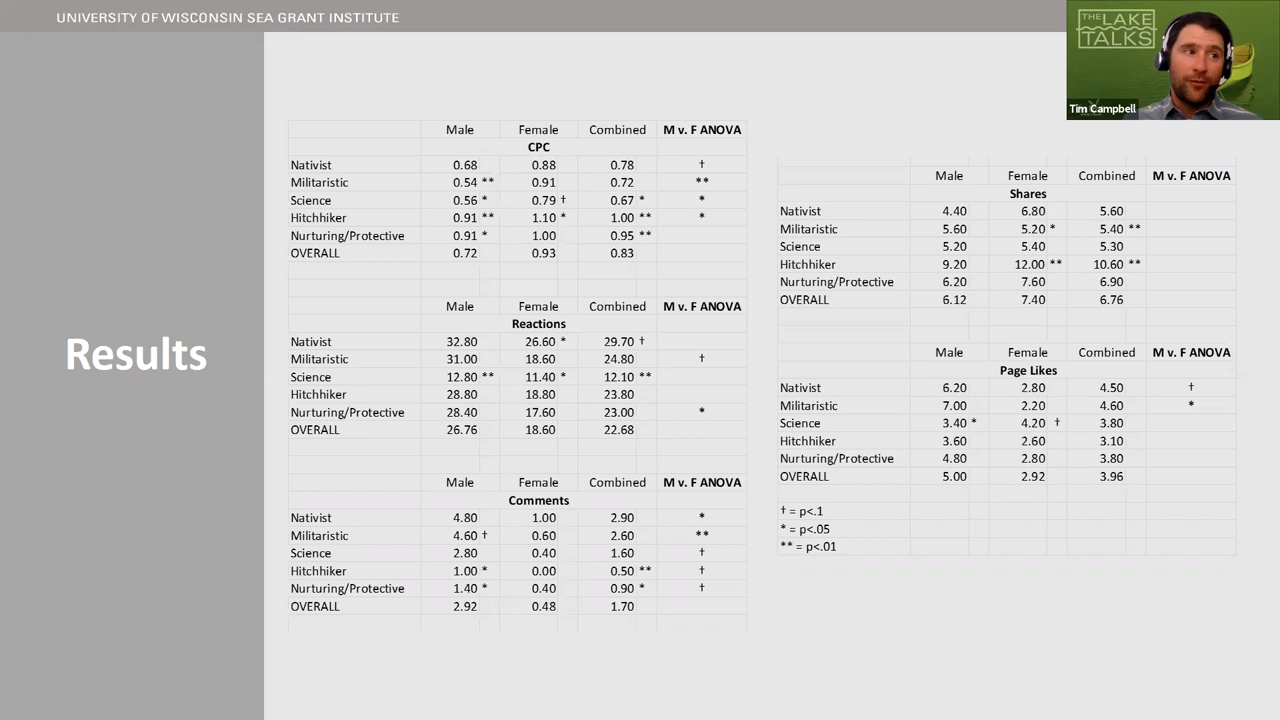 UNIVERSITY OF WISCONSIN SEA GRANT INSTITUTE
THE
LAKE
TALKS
Tim Campbell
Results
Male Female Combined M v. F ANOVA
CPC
Nativist 0.68 0.88 0.78 †
Militaristic 0.54 ** 0.91 0.72 **
Science 0.56 * 0.79 † 0.67 * *
Hitchhiker 0.91 ** 1.10 * 1.00 ** *
Nurturing/Protective 0.91 * 1.00 0.95 **
OVERALL 0.72 0.93 0.83
Male Female Combined M v. F ANOVA
Reactions
Nativist 32.80 26.60 * 29.70 †
Militaristic 31.00 18.60 24.80 †
Science 12.80 ** 11.40 * 12.10 **
Hitchhiker 28.80 18.80 23.80
Nurturing/Protective 28.40 17.60 23.00 *
OVERALL 26.76 18.60 22.68
Male Female Combined M v. F ANOVA
Comments
Nativist 4.80 1.00 2.90 *
Militaristic 4.60 † 0.60 2.60 **
Science 2.80 0.40 1.60 †
Hitchhiker 1.00 * 0.00 0.50 ** †
Nurturing/Protective 1.40 * 0.40 0.90 * †
OVERALL 2.92 0.48 1.70
Male Female Combined M v. F ANOVA
Shares
Nativist 4.40 6.80 5.60
Militaristic 5.60 5.20 * 5.40 **
Science 5.20 5.40 5.30
Hitchhiker 9.20 12.00 ** 10.60 **
Nurturing/Protective 6.20 7.60 6.90
OVERALL 6.12 7.40 6.76
Male Female Combined M v. F ANOVA
Page Likes
Nativist 6.20 2.80 4.50 †
Militaristic 7.00 2.20 4.60 *
Science 3.40 * 4.20 † 3.80
Hitchhiker 3.60 2.60 3.10
Nurturing/Protective 4.80 2.80 3.80
OVERALL 5.00 2.92 3.96
† = p<.1
* = p<.05
** = p<.01